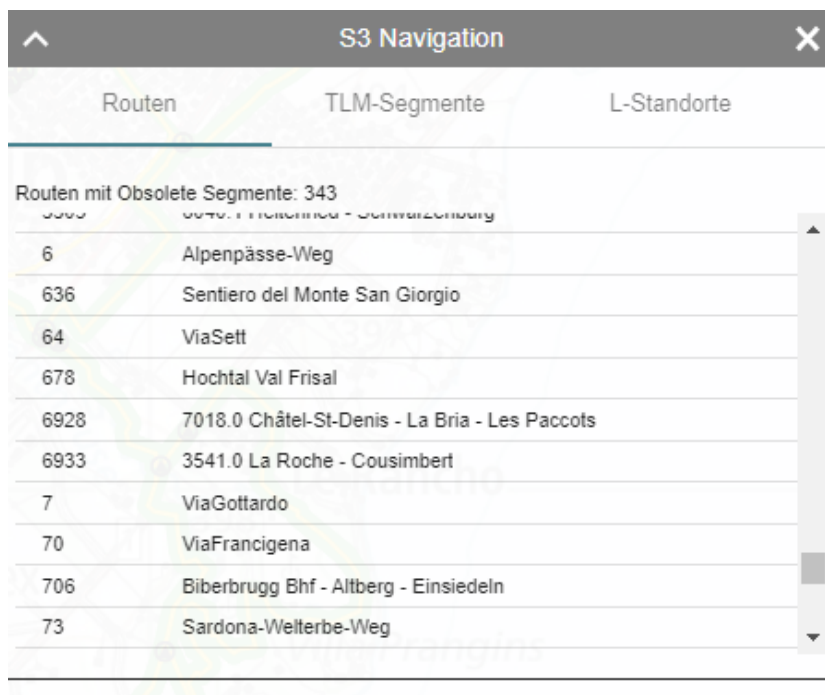 S3 Navigation
Routen TLM-Segmente L-Standorte
Routen mit Obsolete Segmente: 343
6 Alpenpässe-Weg
636 Sentiero del Monte San Giorgio
64 ViaSett
678 Hochtal Val Frisal
6928 7018.0 Châtel-St-Denis - La Bria - Les Paccots
6933 3541.0 La Roche - Cousimbert
7 ViaGottardo
70 ViaFrancigena
706 Biberbrugg Bhf - Altberg - Einsiedeln
73 Sardona-Welterbe-Weg